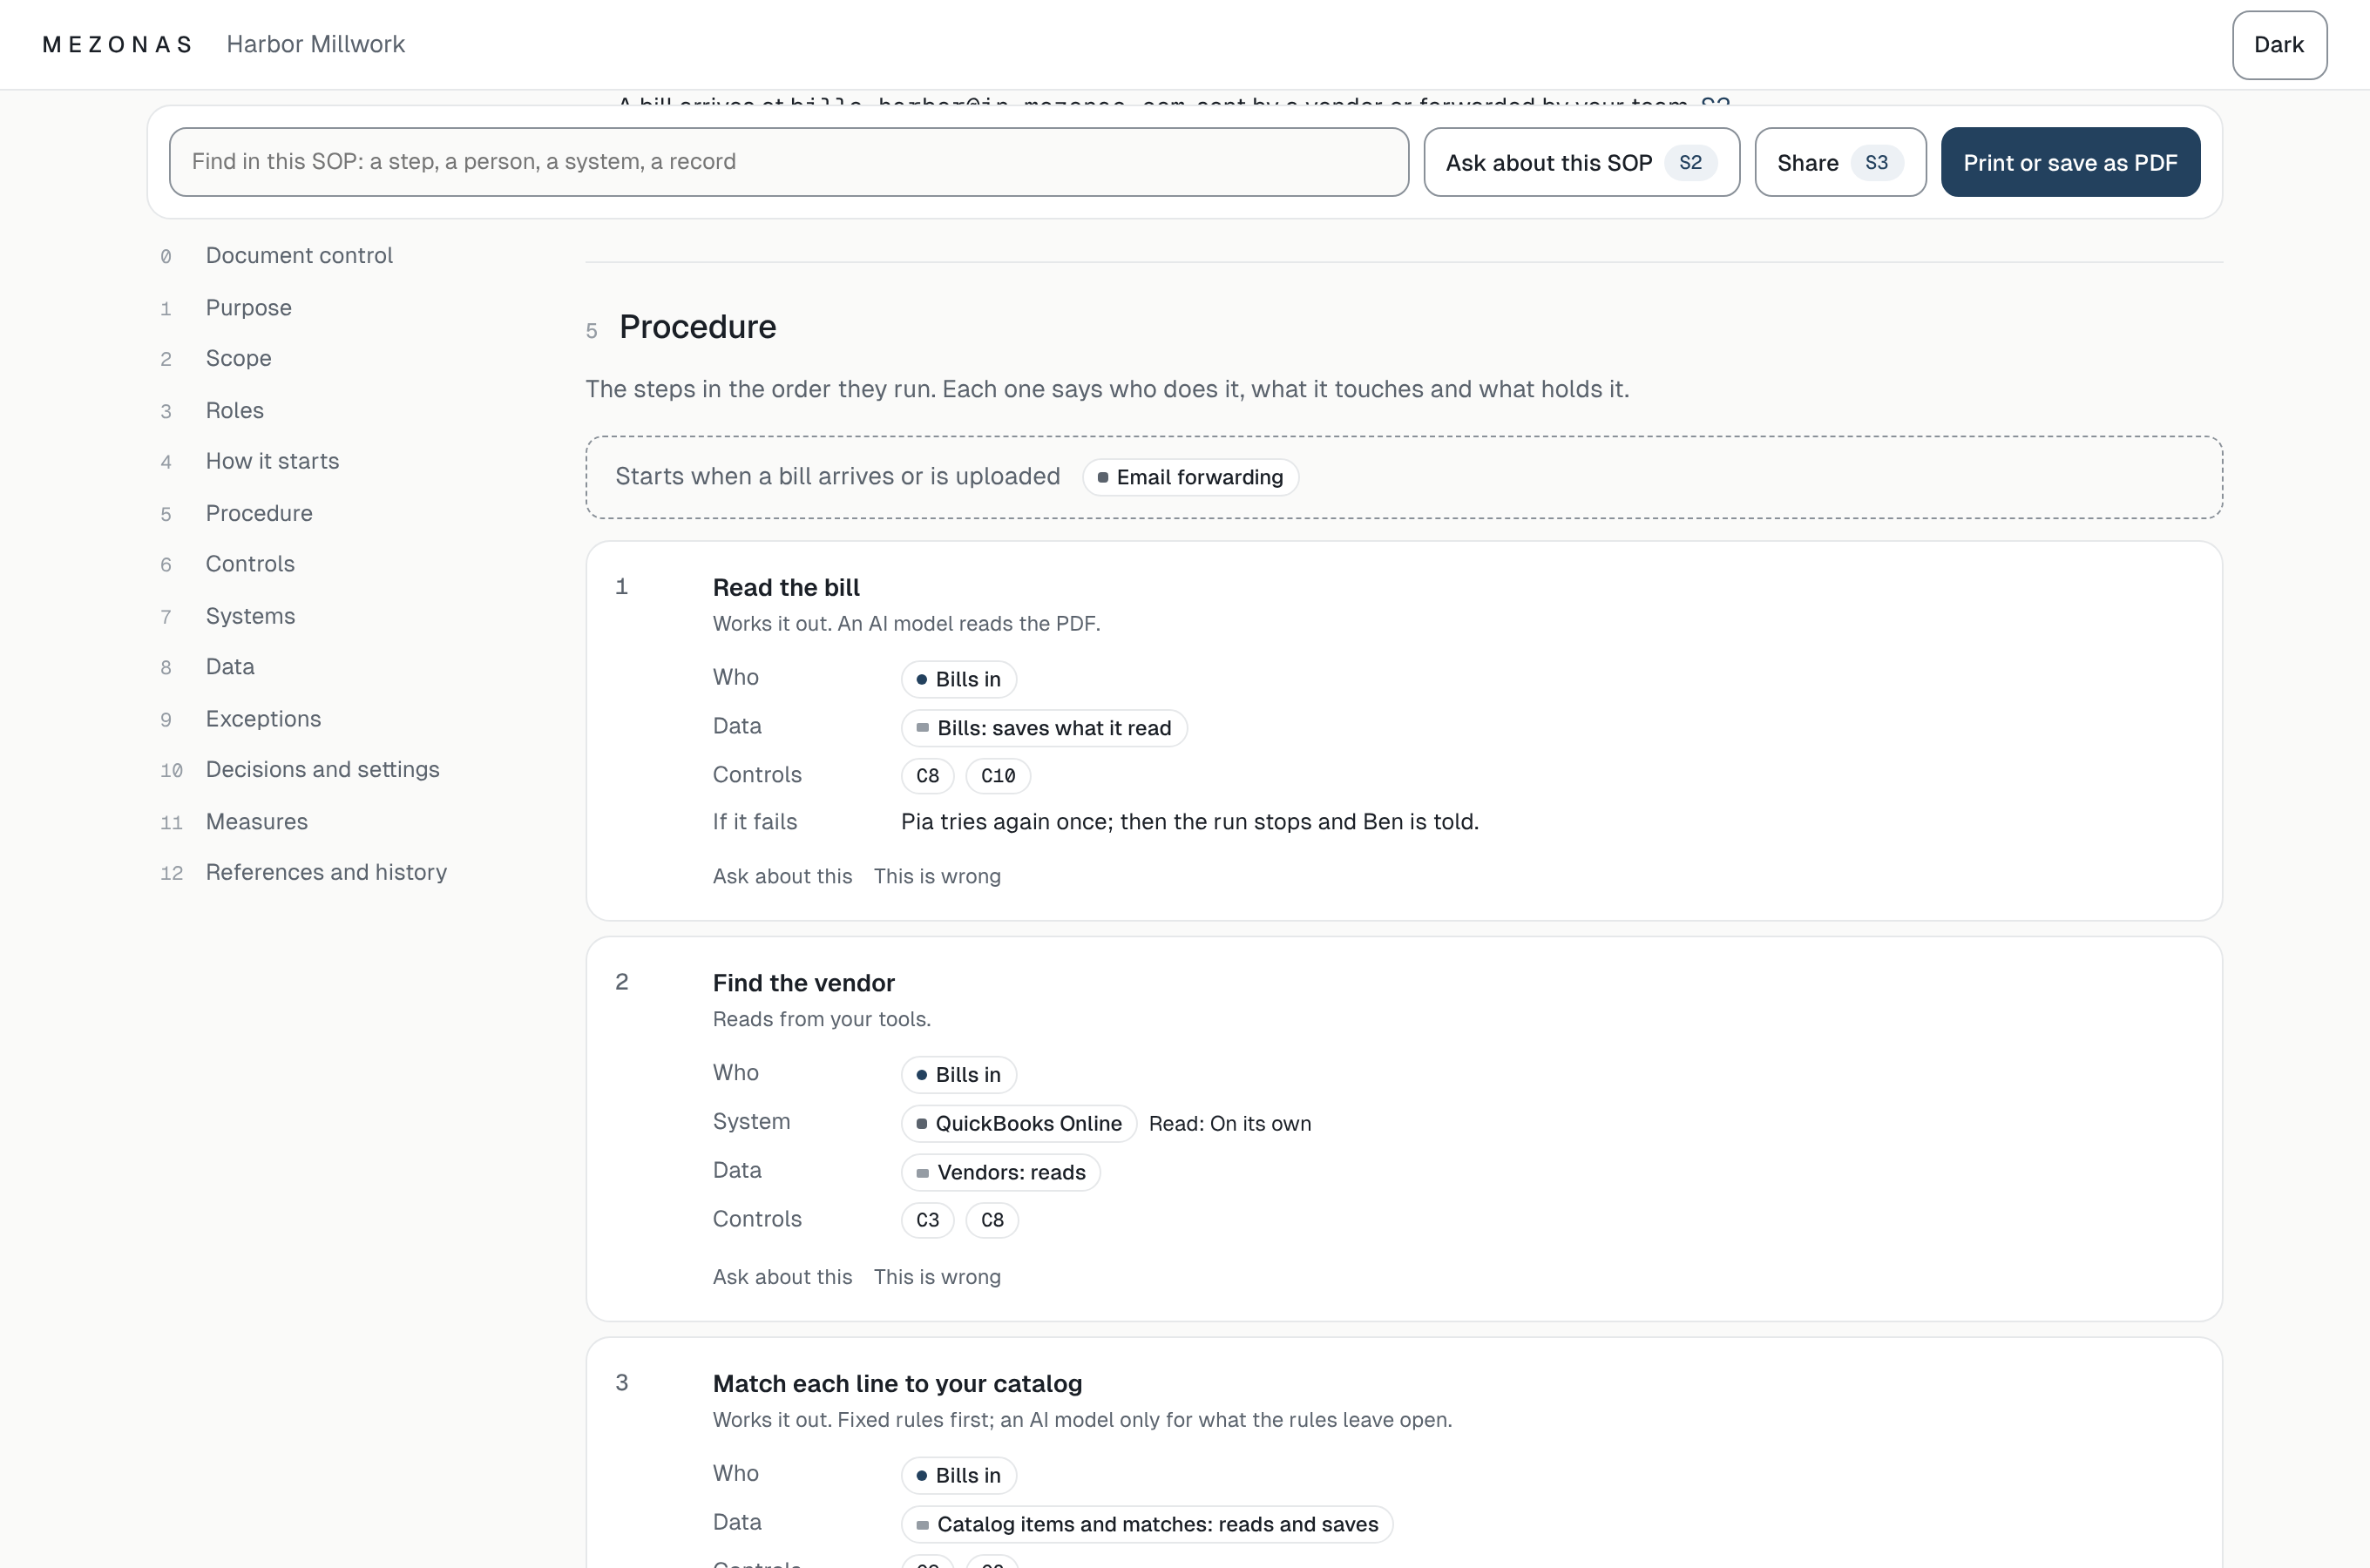 MEZONAS Harbor Millwork Dark
Find in this SOP: a step, a person, a system, a record Ask about this SOP S2 Share S3 Print or save as PDF
0 Document control
1 Purpose
2 Scope
3 Roles
4 How it starts
5 Procedure
6 Controls
7 Systems
8 Data
9 Exceptions
10 Decisions and settings
11 Measures
12 References and history
5 Procedure
The steps in the order they run. Each one says who does it, what it touches and what holds it.
Starts when a bill arrives or is uploaded Email forwarding
1 Read the bill
Works it out. An AI model reads the PDF.
Who Bills in
Data Bills: saves what it read
Controls C8 C10
If it fails Pia tries again once; then the run stops and Ben is told.
Ask about this This is wrong
2 Find the vendor
Reads from your tools.
Who Bills in
System QuickBooks Online Read: On its own
Data Vendors: reads
Controls C3 C8
Ask about this This is wrong
3 Match each line to your catalog
Works it out. Fixed rules first; an AI model only for what the rules leave open.
Who Bills in
Data Catalog items and matches: reads and saves
Controls